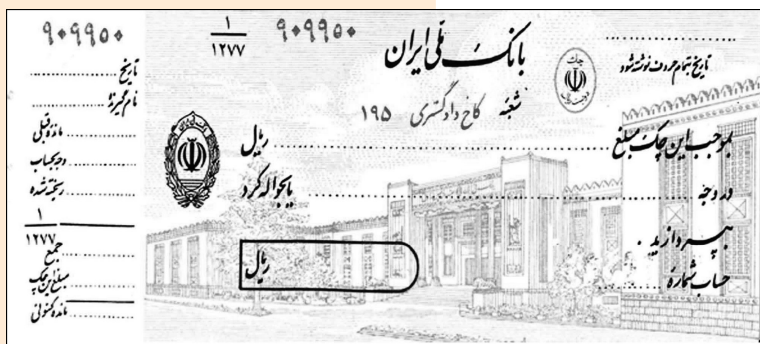 ۹۰۹۹۵۰
تاریخ
نام گیرنده
مانده قبلی
وجه حساب
ریخته شده
۱
۱۲۷۷
جمع
مبلغ این چک
مانده کنونی
۱
۱۲۷۷
۹۰۹۹۵۰
بانک ملی ایران
شعبه کاخ دادگستری ۱۹۵
چک
تاریخ بتمام حروف نوشته شود
بموجب این چک مبلغ ریال
در وجه یا بحواله کرد
بپردازید.
ریال
حساب شماره